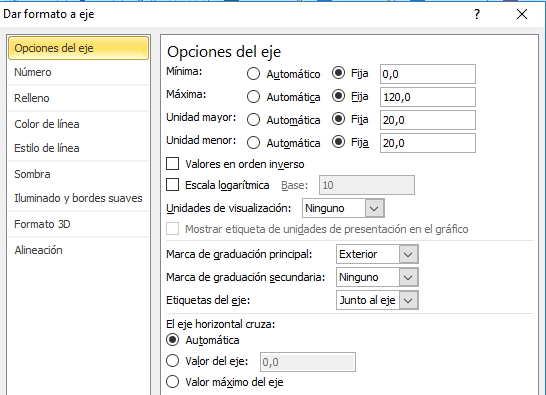 Dar formato a eje
Opciones del eje
Número
Relleno
Color de línea
Estilo de línea
Sombra
Iluminado y bordes suaves
Formato 3D
Alineación
Opciones del eje
Mínima: Automático Fija 0,0
Máxima: Automática Fija 120,0
Unidad mayor: Automática Fija 20,0
Unidad menor: Automática Fija 20,0
Valores en orden inverso
Escala logarítmica Base: 10
Unidades de visualización: Ninguno
Mostrar etiqueta de unidades de presentación en el gráfico
Marca de graduación principal: Exterior
Marca de graduación secundaria: Ninguno
Etiquetas del eje: Junto al eje
El eje horizontal cruza:
Automática
Valor del eje: 0,0
Valor máximo del eje